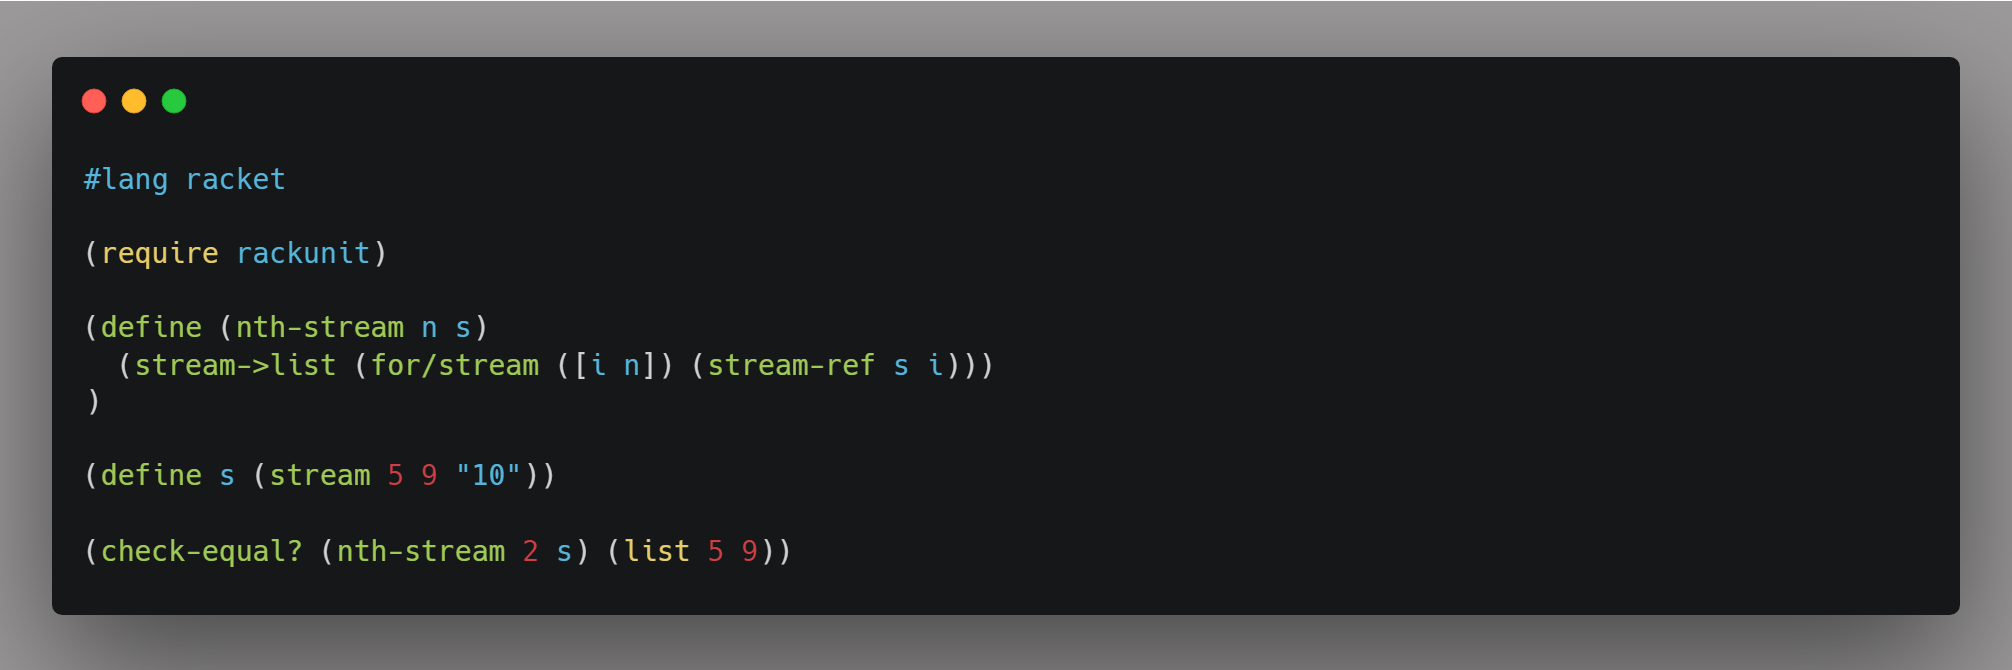 #lang racket
(require rackunit)
(define (nth-stream n s)
  (stream->list (for/stream ([i n]) (stream-ref s i)))
)
(define s (stream 5 9 "10"))
(check-equal? (nth-stream 2 s) (list 5 9))